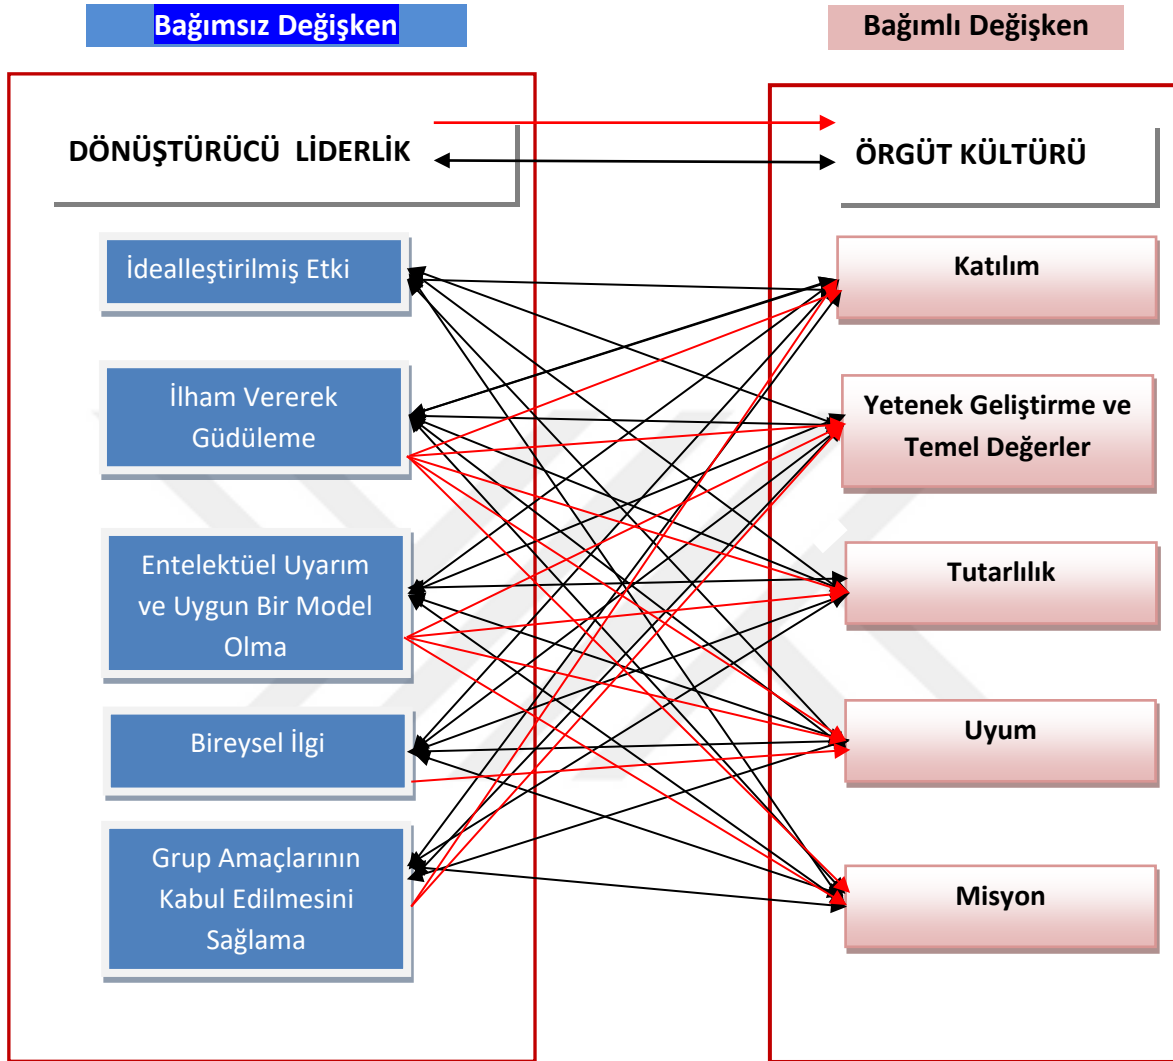 Bağımsız Değişken
Bağımlı Değişken
DÖNÜŞTÜRÜCÜ LİDERLİK
ÖRGÜT KÜLTÜRÜ
İdealleştirilmiş Etki
Katılım
İlham Vererek
Güdüleme
Yetenek Geliştirme ve
Temel Değerler
Entelektüel Uyarım
ve Uygun Bir Model
Olma
Tutarlılık
Bireysel İlgi
Uyum
Grup Amaçlarının
Kabul Edilmesini
Sağlama
Misyon